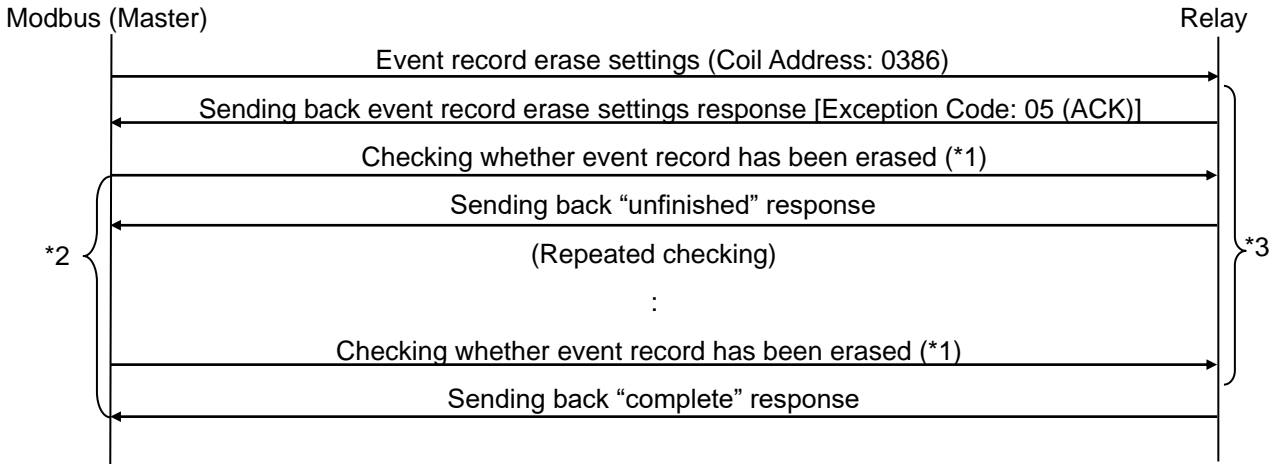 Modbus (Master)
Relay
Event record erase settings (Coil Address: 0386)
Sending back event record erase settings response [Exception Code: 05 (ACK)]
Checking whether event record has been erased (*1)
Sending back “unfinished” response
*2
(Repeated checking)
*3
:
Checking whether event record has been erased (*1)
Sending back “complete” response